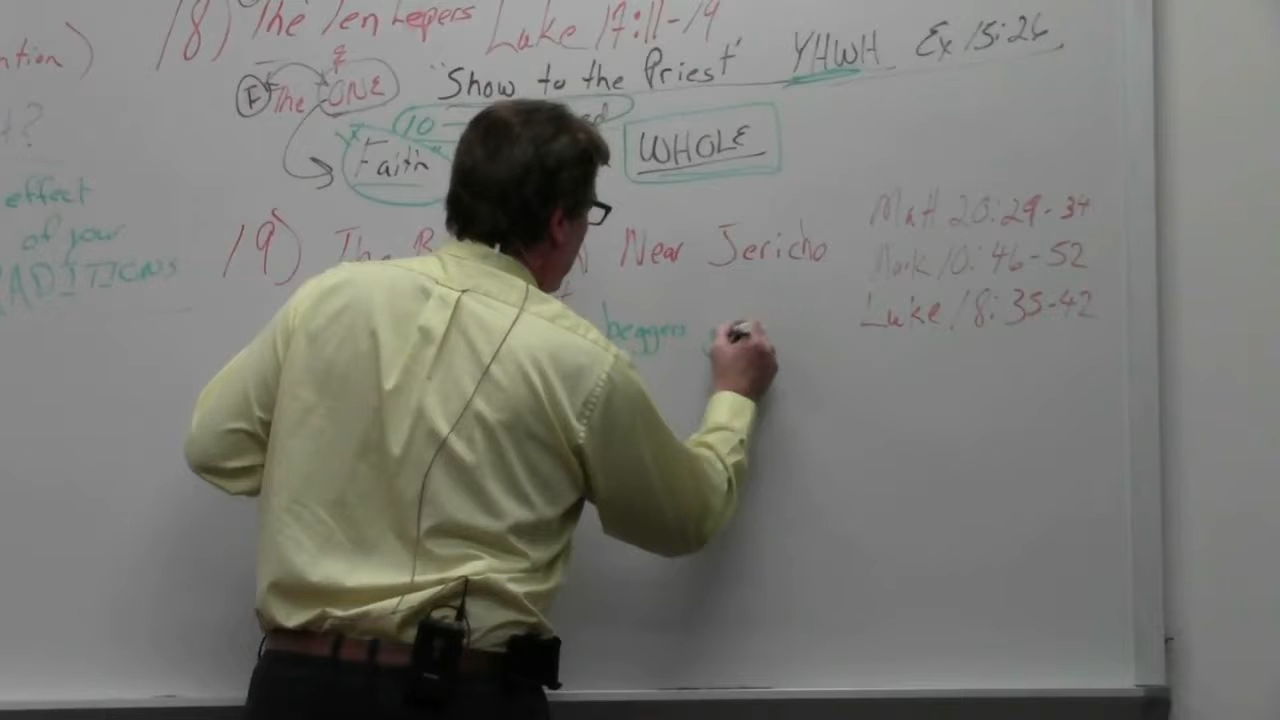 18) The Ten Lepers Luke 17:11-19
ntion)
"Show to the Priest" YHWH Ex 15:26
E The ONE
10
Faith" WHOLE
effect
of your
RADITIONS
19) The B Near Jericho
Matt 20:29-34
Mark 10:46-52
Luke 18:35-42
beggers